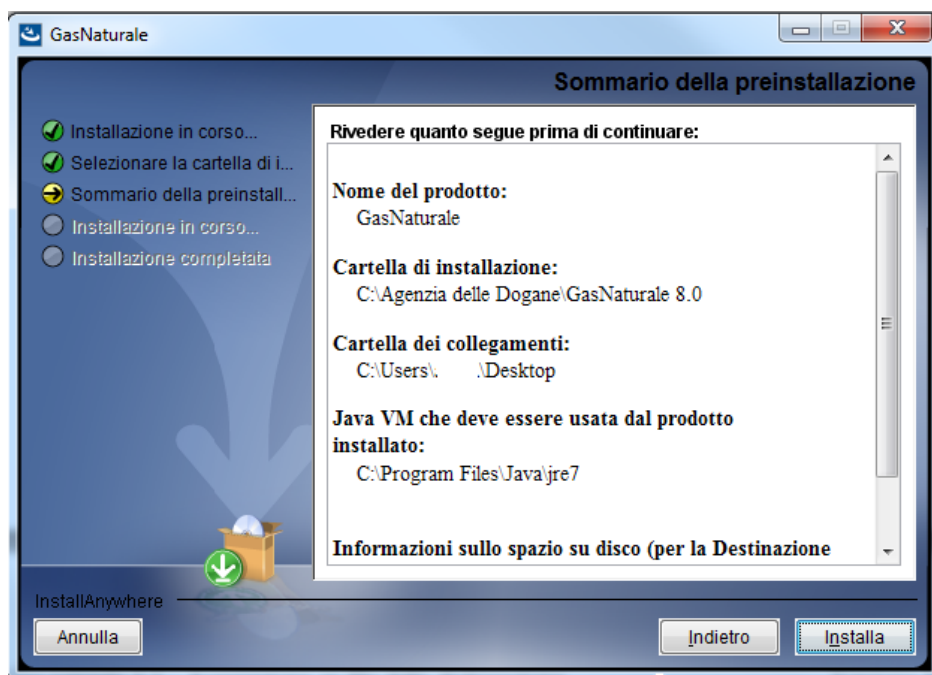 GasNaturale
Sommario della preinstallazione
Installazione in corso...
Selezionare la cartella di i...
Sommario della preinstall...
Installazione in corso...
Installazione completata
Rivedere quanto segue prima di continuare:
Nome del prodotto:
GasNaturale
Cartella di installazione:
C:\Agenzia delle Dogane\GasNaturale 8.0
Cartella dei collegamenti:
C:\Users\. .\Desktop
Java VM che deve essere usata dal prodotto
installato:
C:\Program Files\Java\jre7
Informazioni sullo spazio su disco (per la Destinazione
InstallAnywhere
Annulla
Indietro
Installa